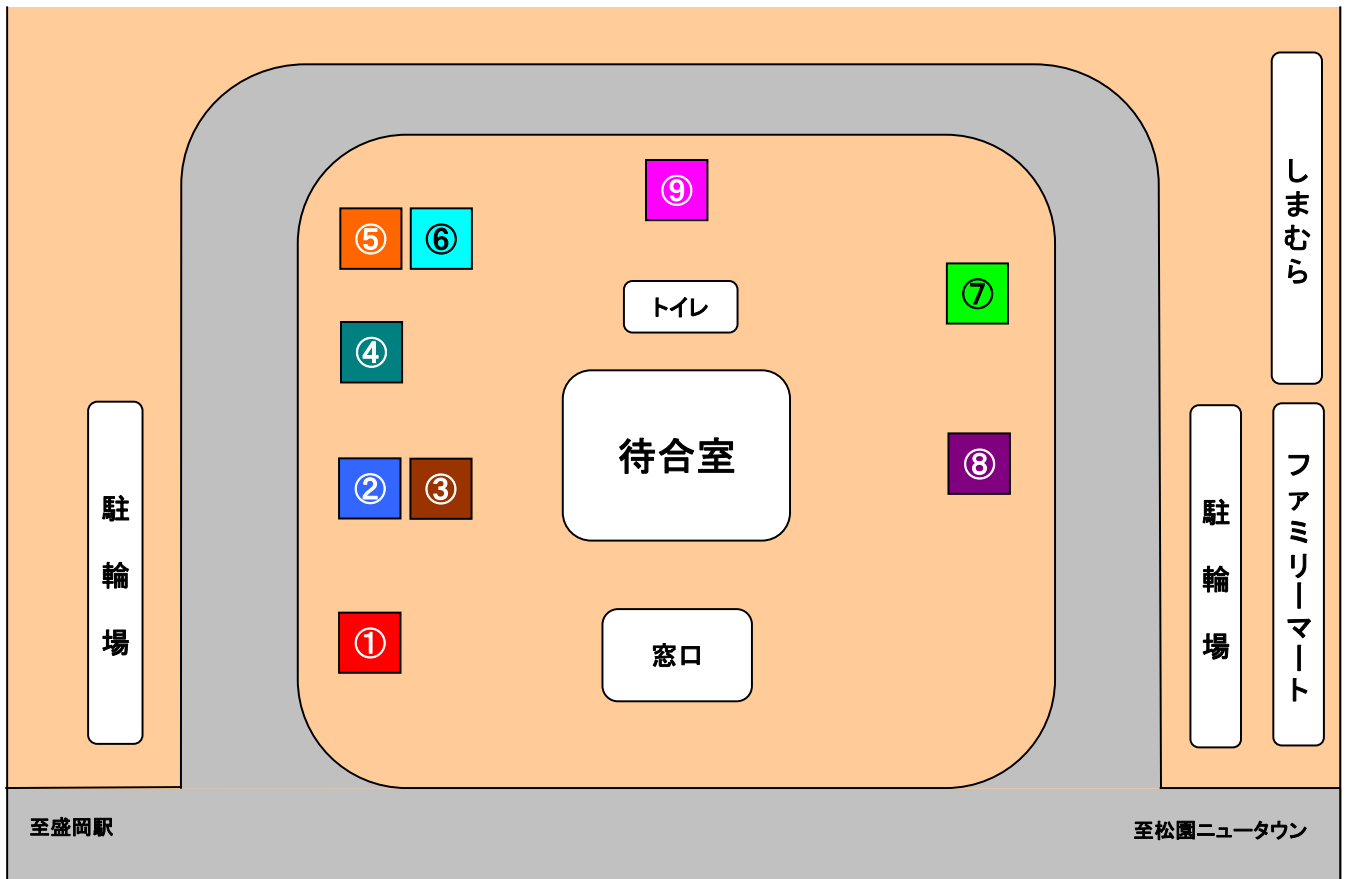 ⑨
⑤ ⑥
⑦
トイレ
④
しまむら
待合室
⑧
② ③
①
窓口
駐輪場
駐輪場
ファミリーマート
至盛岡駅
至松園ニュータウン